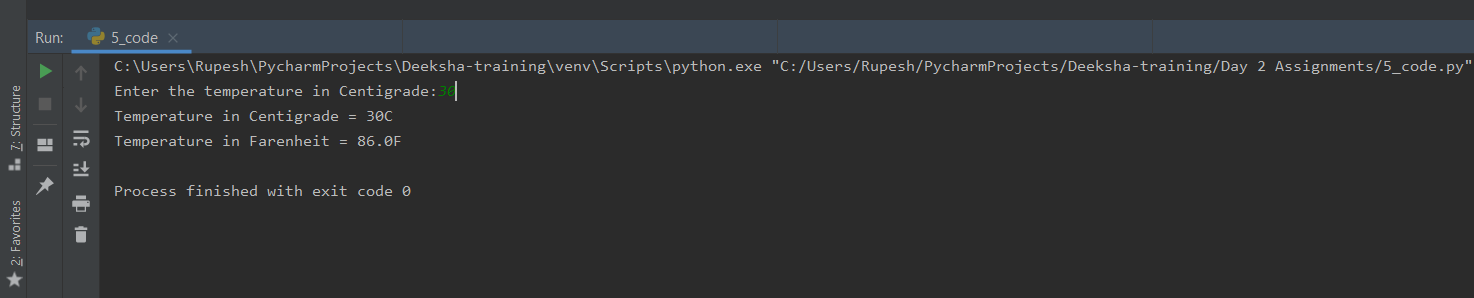 Run: 5_code
C:\Users\Rupesh\PycharmProjects\Deeksha-training\venv\Scripts\python.exe "C:/Users/Rupesh/PycharmProjects/Deeksha-training/Day 2 Assignments/5_code.py"
Enter the temperature in Centigrade:30
Temperature in Centigrade = 30C
Temperature in Farenheit = 86.0F
Process finished with exit code 0
7: Structure
2: Favorites